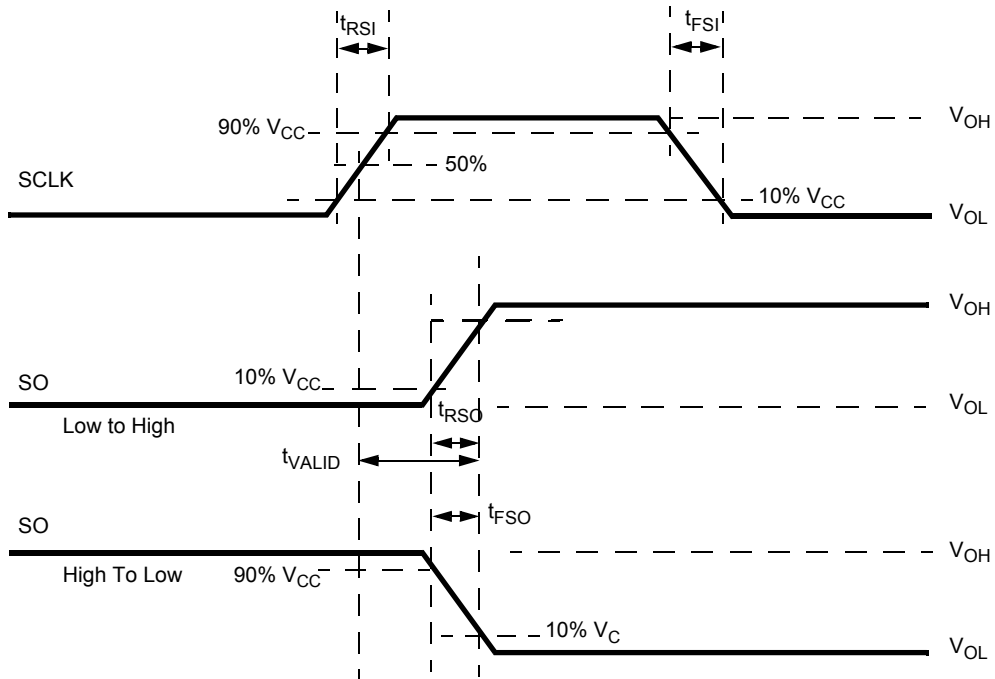 tRSI
tFSI
90% VCC
VOH
50%
SCLK
10% VCC
VOL
VOH
SO
10% VCC
tRSO
VOL
Low to High
tVALID
tFSO
SO
VOH
High To Low
90% VCC
10% VC
VOL